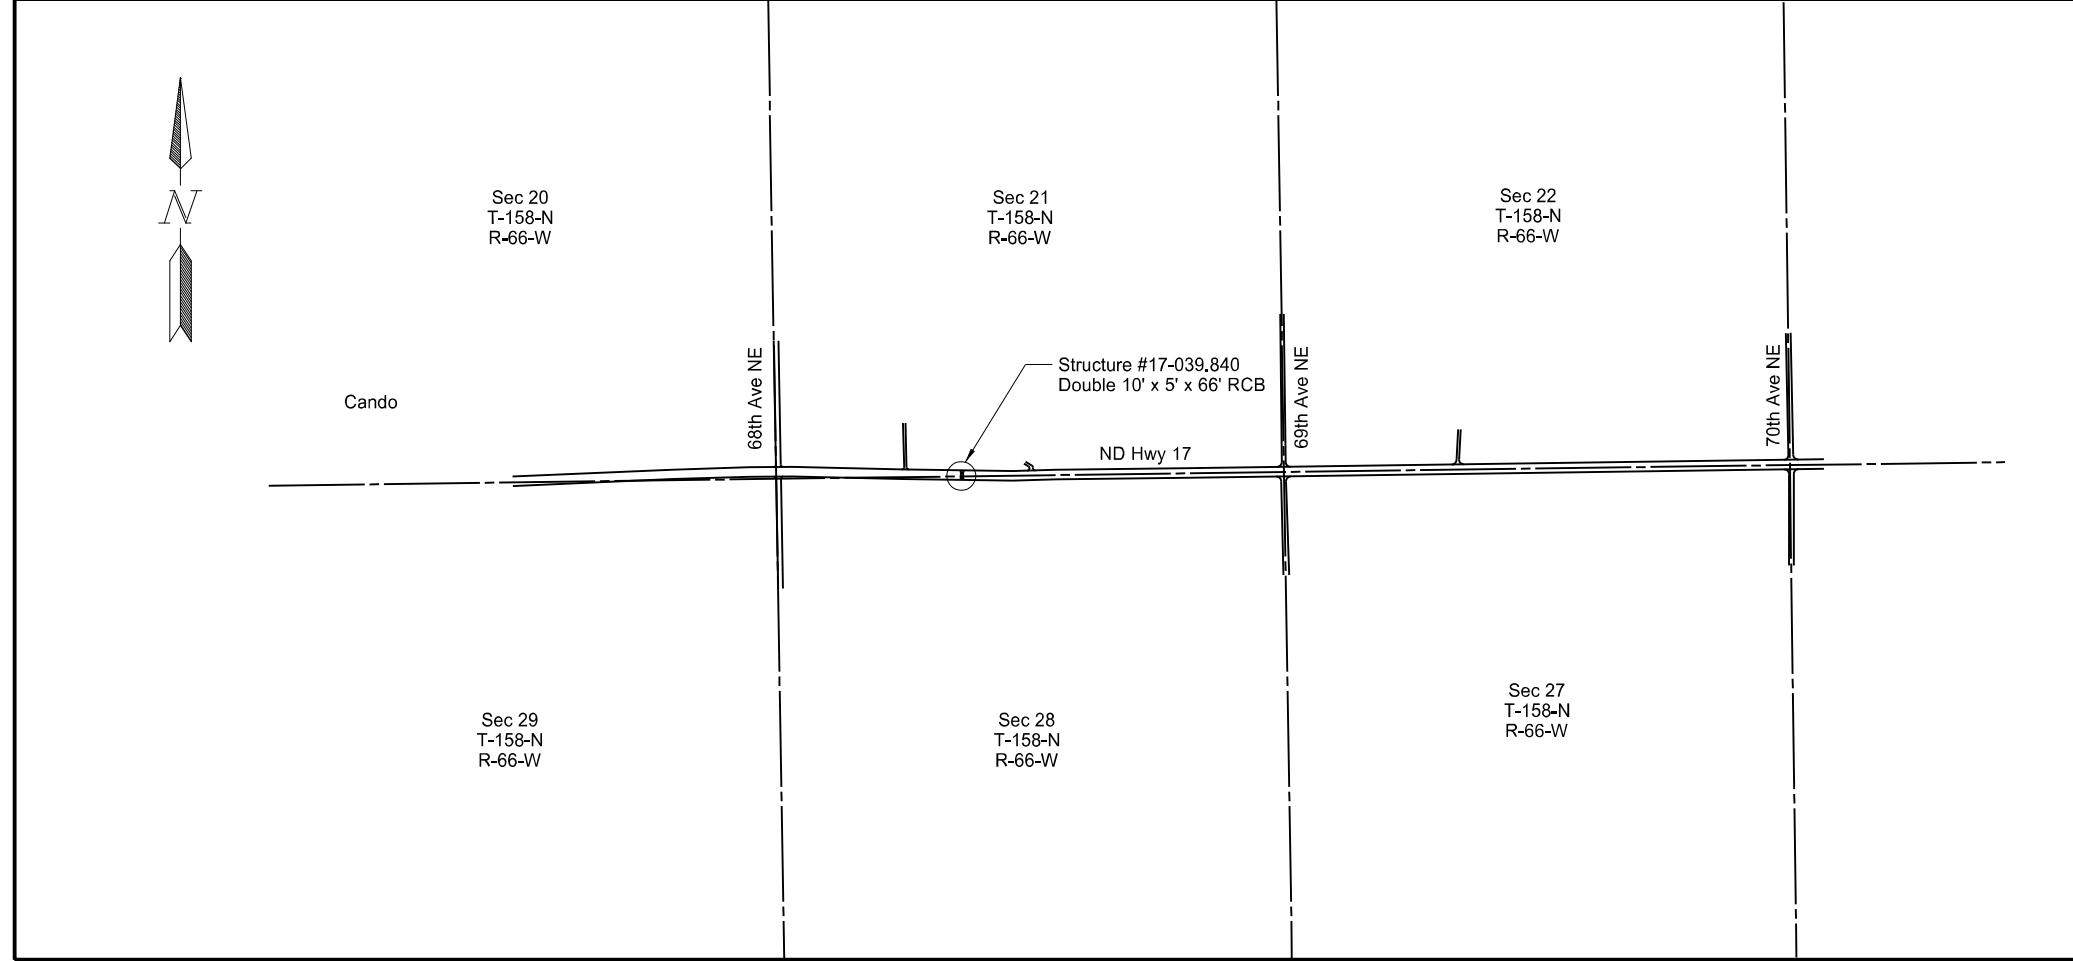 N
Sec 20
T-158-N
R-66-W
Sec 21
T-158-N
R-66-W
Sec 22
T-158-N
R-66-W
Cando
68th Ave NE
Structure #17-039.840
Double 10' x 5' x 66' RCB
ND Hwy 17
69th Ave NE
70th Ave NE
Sec 29
T-158-N
R-66-W
Sec 28
T-158-N
R-66-W
Sec 27
T-158-N
R-66-W